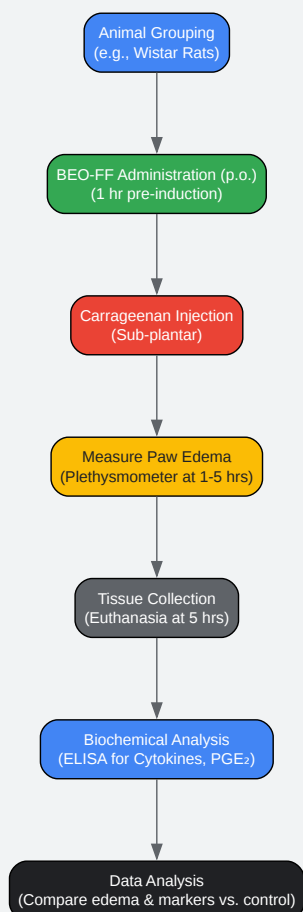 Animal Grouping
(e.g., Wistar Rats)
BEO-FF Administration (p.o.)
(1 hr pre-induction)
Carrageenan Injection
(Sub-plantar)
Measure Paw Edema
(Plethysmometer at 1-5 hrs)
Tissue Collection
(Euthanasia at 5 hrs)
Biochemical Analysis
(ELISA for Cytokines, PGE₂)
Data Analysis
(Compare edema & markers vs. control)